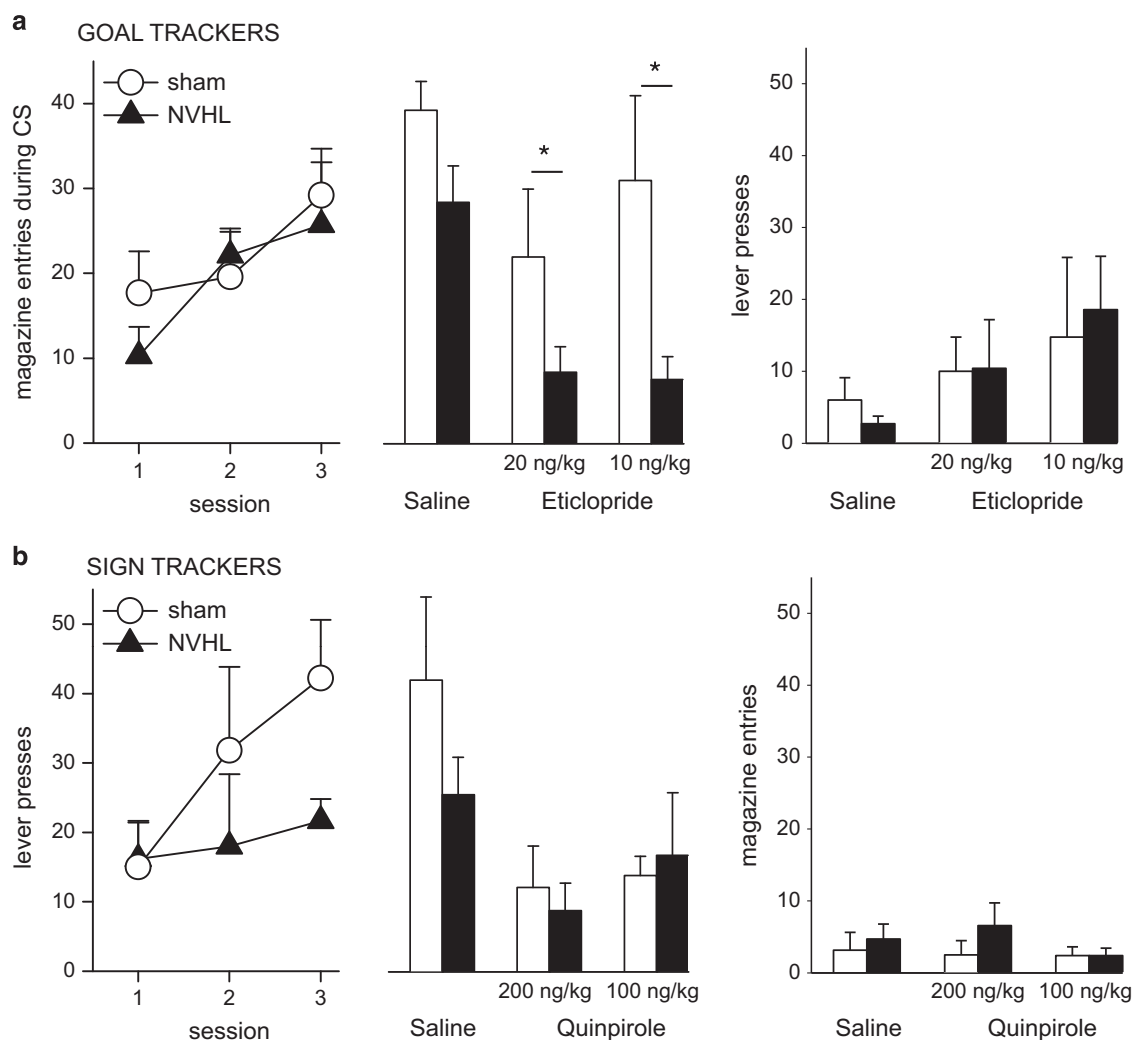 a
GOAL TRACKERS
sham
NVHL
magazine entries during CS
40
30
20
10
0
1 2 3
session
*
*
20 ng/kg 10 ng/kg
Saline Eticlopride
lever presses
50
40
30
20
10
0
20 ng/kg 10 ng/kg
Saline Eticlopride
b
SIGN TRACKERS
sham
NVHL
lever presses
50
40
30
20
10
0
1 2 3
session
200 ng/kg 100 ng/kg
Saline Quinpirole
magazine entries
50
40
30
20
10
0
200 ng/kg 100 ng/kg
Saline Quinpirole